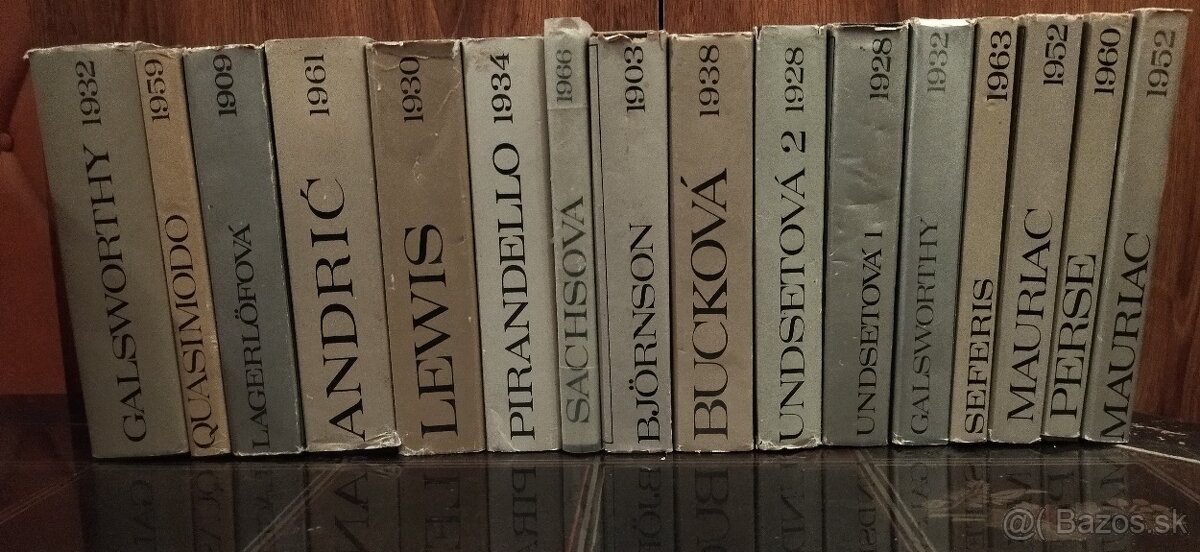 GALSWORTHY 1932
QUASIMODO 1959
LAGERLÖFOVÁ 1909
ANDRIĆ 1961
LEWIS 1930
PIRANDELLO 1934
SACHSOVA 1966
BJÖRNSON 1903
BUCKOVÁ 1938
UNDSETOVÁ 2 1928
UNDSETOVÁ 1 1928
GALSWORTHY 1932
SEFERIS 1963
MAURIAC 1952
PERSE 1960
MAURIAC 1952
@( Bazos.sk